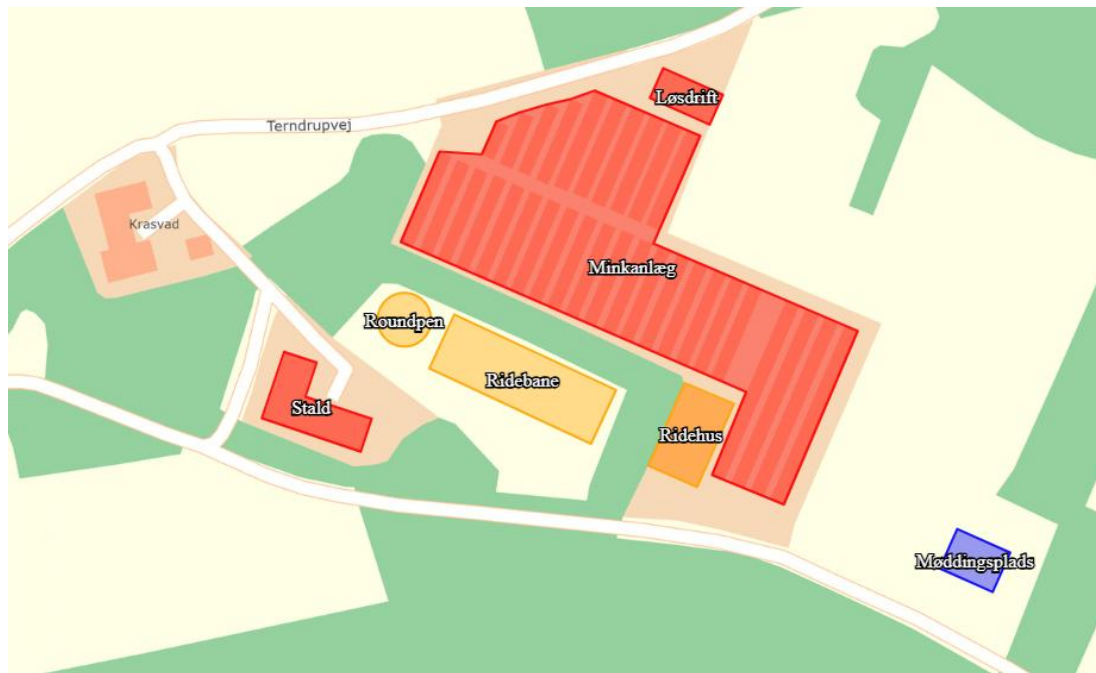 Løsdrift
Terndrupvej
Krasvad
Minkanlæg
Roundpen
Ridebane
Stald
Ridehus
Møddingsplads